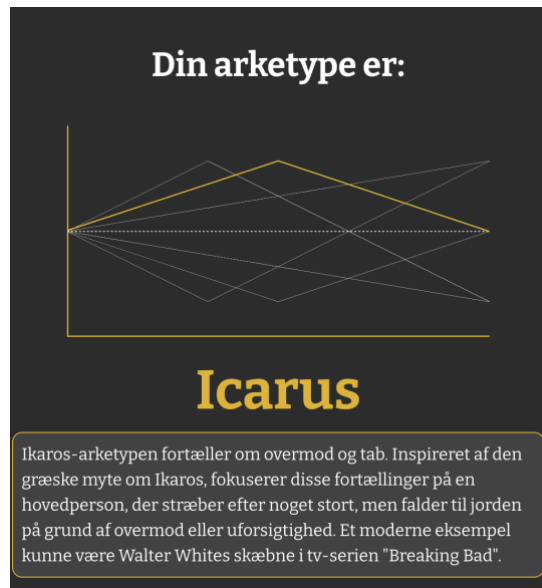 Din arketype er:
Icarus
Ikaros-arketypen fortæller om overmod og tab. Inspireret af den
græske myte om Ikaros, fokuserer disse fortællinger på en
hovedperson, der stræber efter noget stort, men falder til jorden
på grund af overmod eller uforsigtighed. Et moderne eksempel
kunne være Walter Whites skæbne i tv-serien "Breaking Bad".